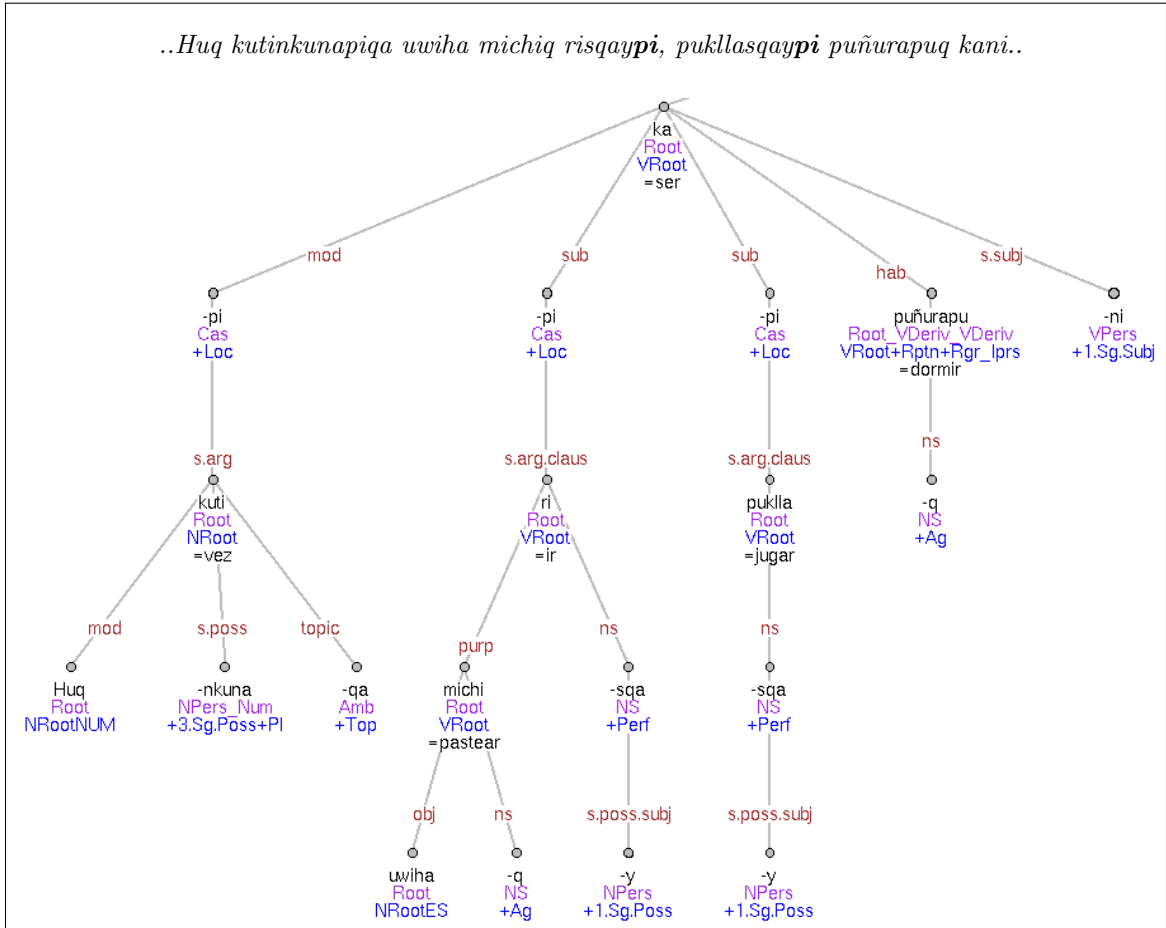 ..Huq kutinkunapiqa uwiha michiq risqaypi, pukllasqaypi puñurapuq kani..
ka
Root
VRoot
=ser
mod sub sub hab s.subj
-pi -pi -pi puñurapu -ni
Cas Cas Cas Root_VDeriv_VDeriv VPers
+Loc +Loc +Loc VRoot+Rptn+Rgr_Iprs +1.Sg.Subj
=dormir
s.arg s.arg.claus s.arg.claus ns
kuti ri puklla -q
Root Root Root NS
NRoot VRoot VRoot +Ag
=vez =ir =jugar
mod s.poss topic purp ns ns
Huq -nkuna -qa michi -sqa -sqa
Root NPers_Num Amb Root NS NS
NRootNUM +3.Sg.Poss+Pl +Top VRoot +Perf +Perf
=pastear
obj ns s.poss.subj s.poss.subj
uwiha -q -y -y
Root NS NPers NPers
NRootES +Ag +1.Sg.Poss +1.Sg.Poss